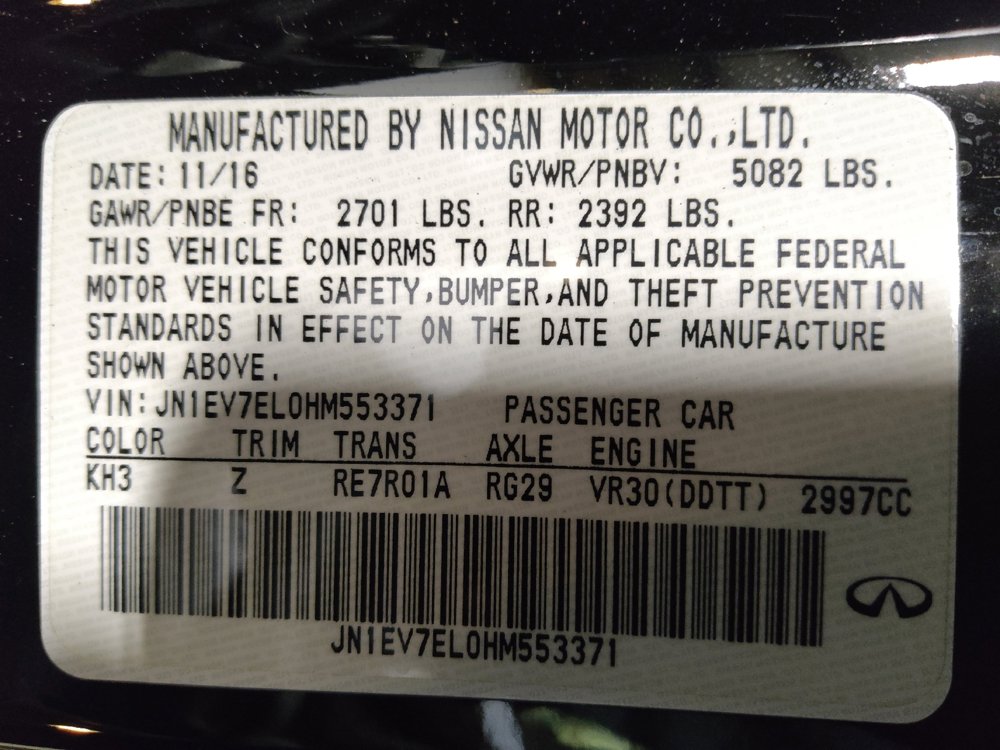 MANUFACTURED BY NISSAN MOTOR CO.,LTD.
DATE: 11/16 GVWR/PNBV: 5082 LBS.
GAWR/PNBE FR: 2701 LBS. RR: 2392 LBS.
THIS VEHICLE CONFORMS TO ALL APPLICABLE FEDERAL
MOTOR VEHICLE SAFETY,BUMPER,AND THEFT PREVENTION
STANDARDS IN EFFECT ON THE DATE OF MANUFACTURE
SHOWN ABOVE.
VIN: JN1EV7EL0HM553371 PASSENGER CAR
COLOR TRIM TRANS AXLE ENGINE
KH3 Z RE7R01A RG29 VR30(DDTT) 2997CC
JN1EV7EL0HM553371